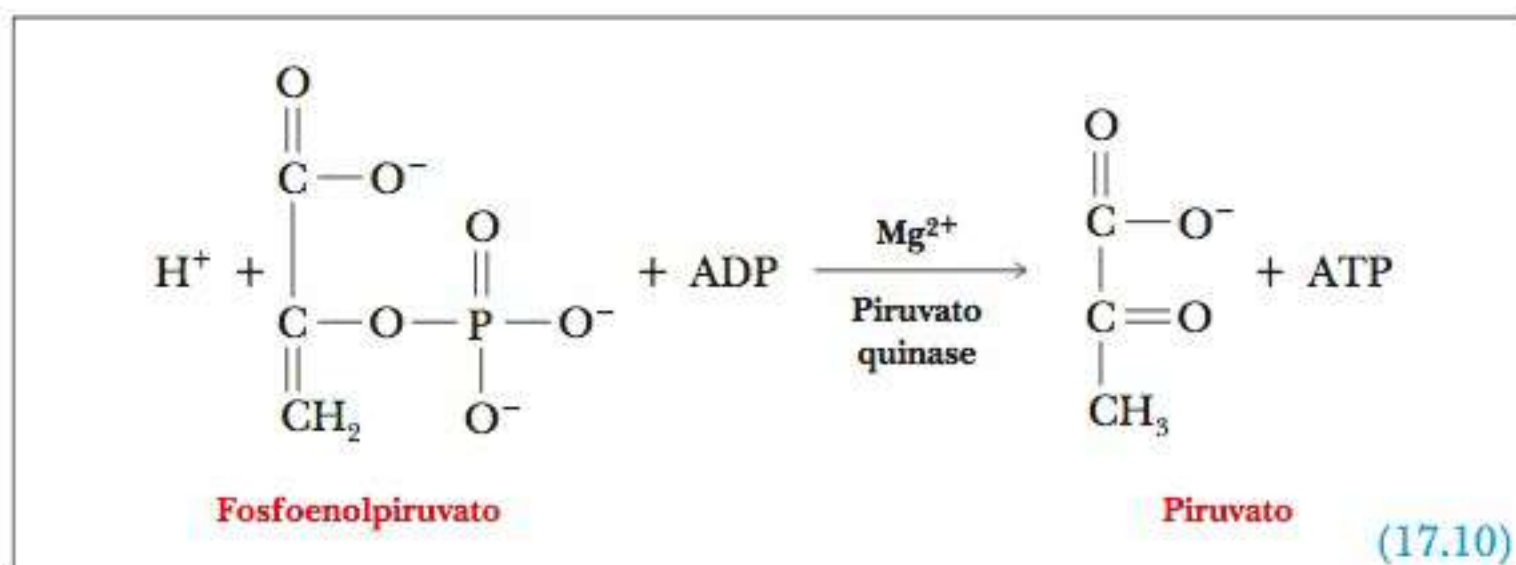 O
||
C — O⁻
O
||
H⁺ + C — O — P — O⁻ + ADP
||
CH₂
O⁻
Mg²⁺
Piruvato
quinase
O
||
C — O⁻
C = O + ATP
CH₃
Fosfoenolpiruvato
Piruvato
(17.10)